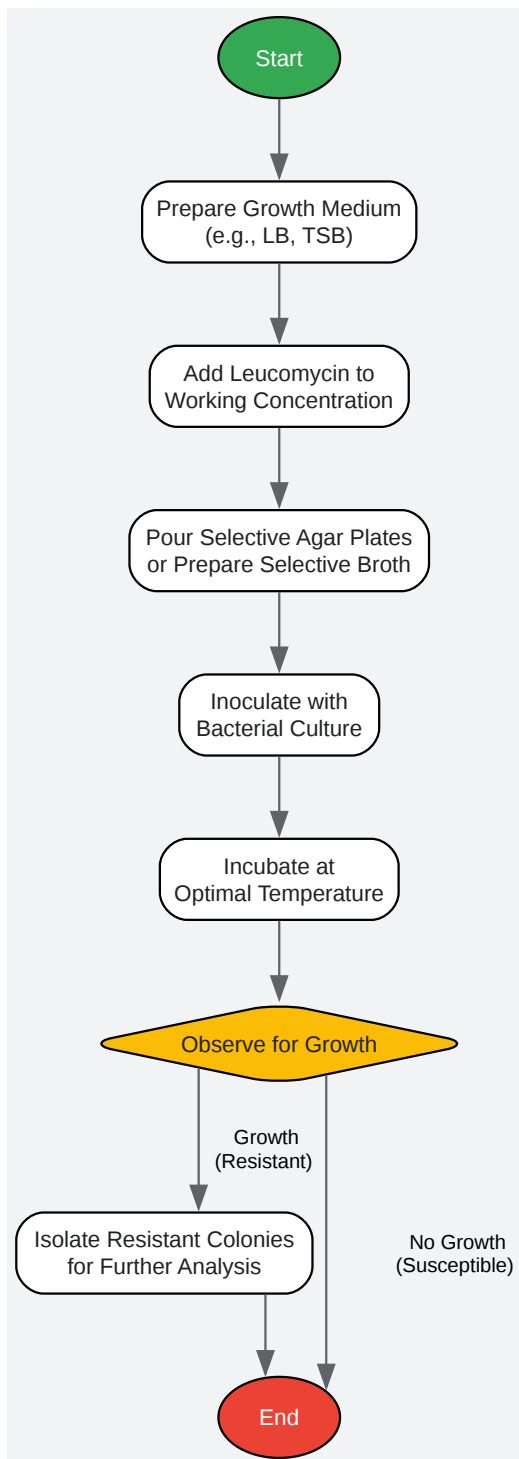 Start
Prepare Growth Medium
(e.g., LB, TSB)
Add Leucomycin to
Working Concentration
Pour Selective Agar Plates
or Prepare Selective Broth
Inoculate with
Bacterial Culture
Incubate at
Optimal Temperature
Observe for Growth
Growth
(Resistant)
Isolate Resistant Colonies
for Further Analysis
No Growth
(Susceptible)
End